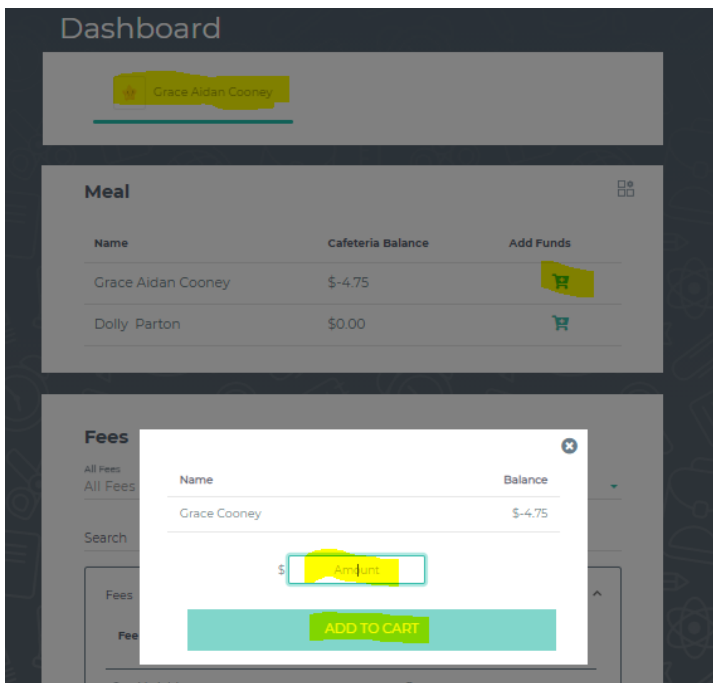 Dashboard
Grace Aidan Cooney
Meal
Name Cafeteria Balance Add Funds
Grace Aidan Cooney $-4.75
Dolly Parton $0.00
Fees
All Fees
All Fees
Search
Fees
Fee
Name Balance
Grace Cooney $-4.75
$ Amount
ADD TO CART